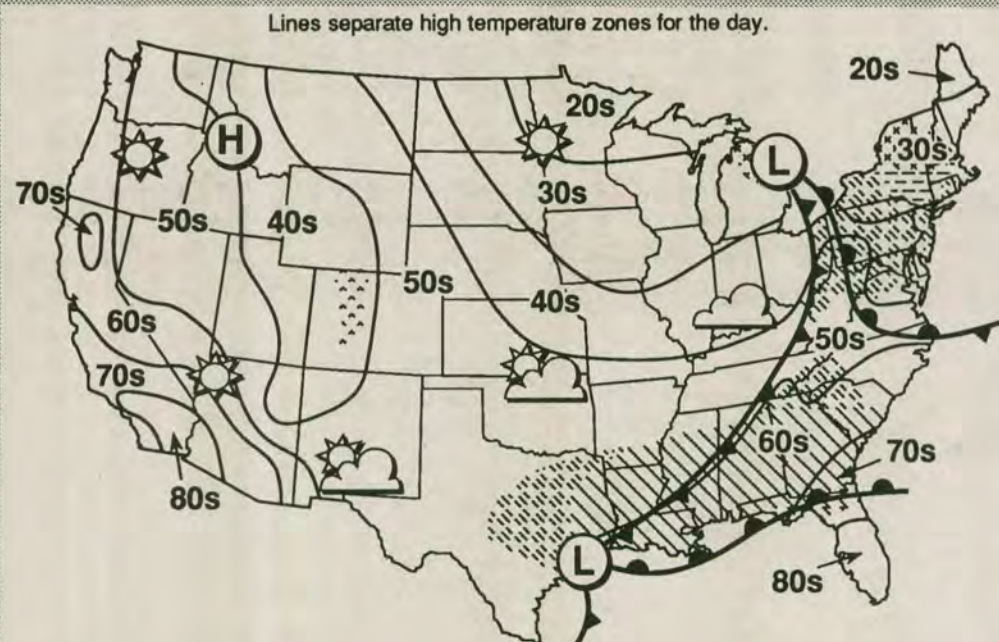 Lines separate high temperature zones for the day.
20s
20s
H
L
30s
70s
50s
40s
30s
50s
40s
60s
50s
70s
60s
70s
80s
L
80s